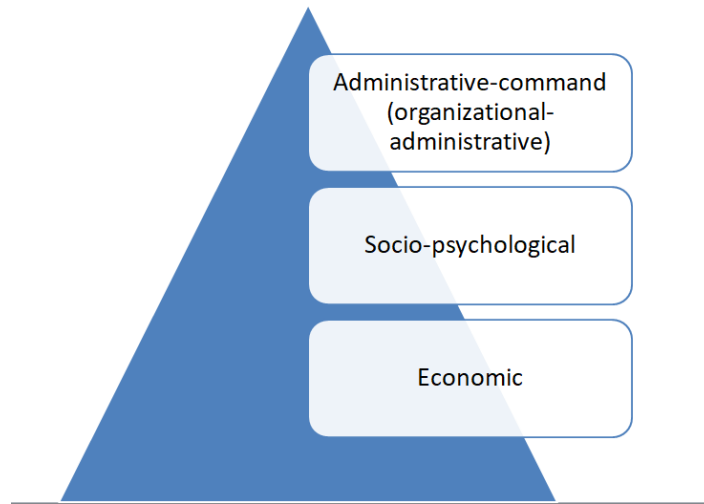 Administrative-command
(organizational-
administrative)
Socio-psychological
Economic